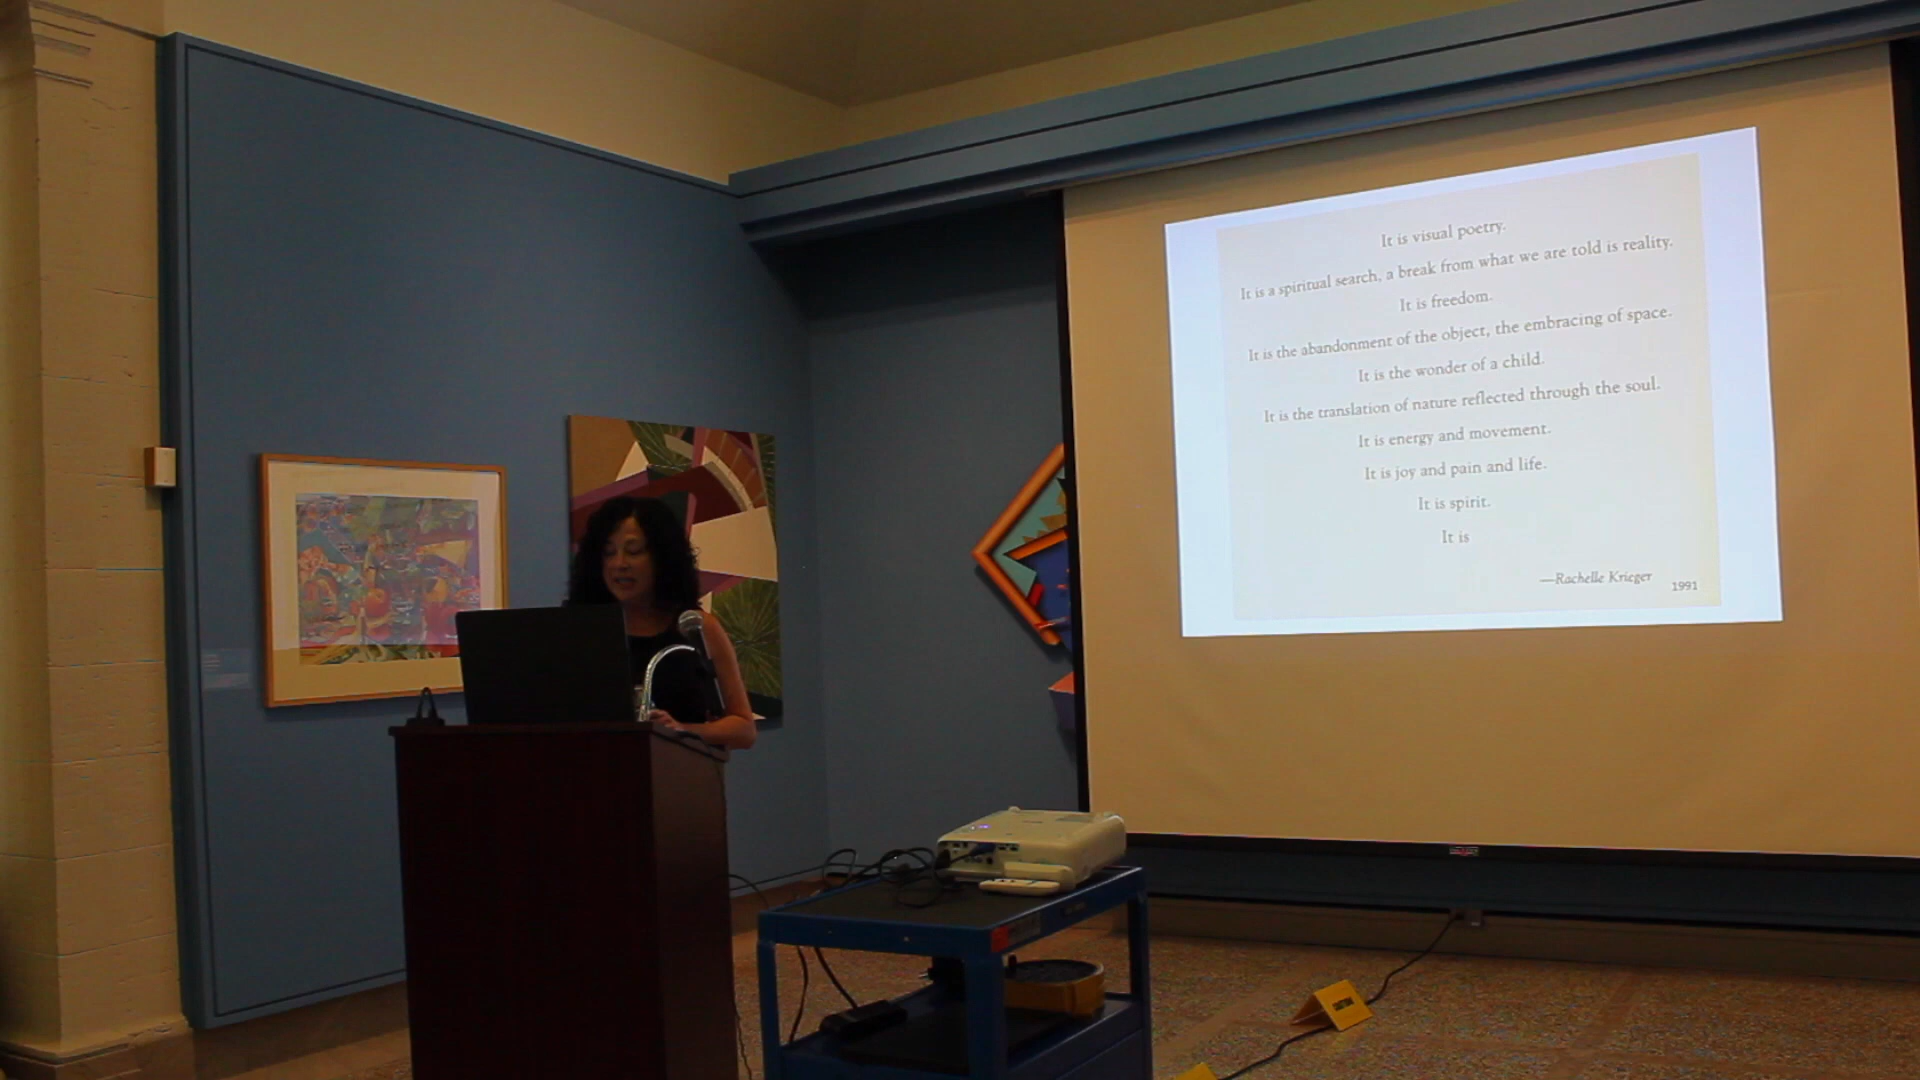 It is visual poetry.
It is a spiritual search, a break from what we are told is reality.
It is freedom.
It is the abandonment of the object, the embracing of space.
It is the wonder of a child.
It is the translation of nature reflected through the soul.
It is energy and movement.
It is joy and pain and life.
It is spirit.
It is
—Rachelle Krieger
1991